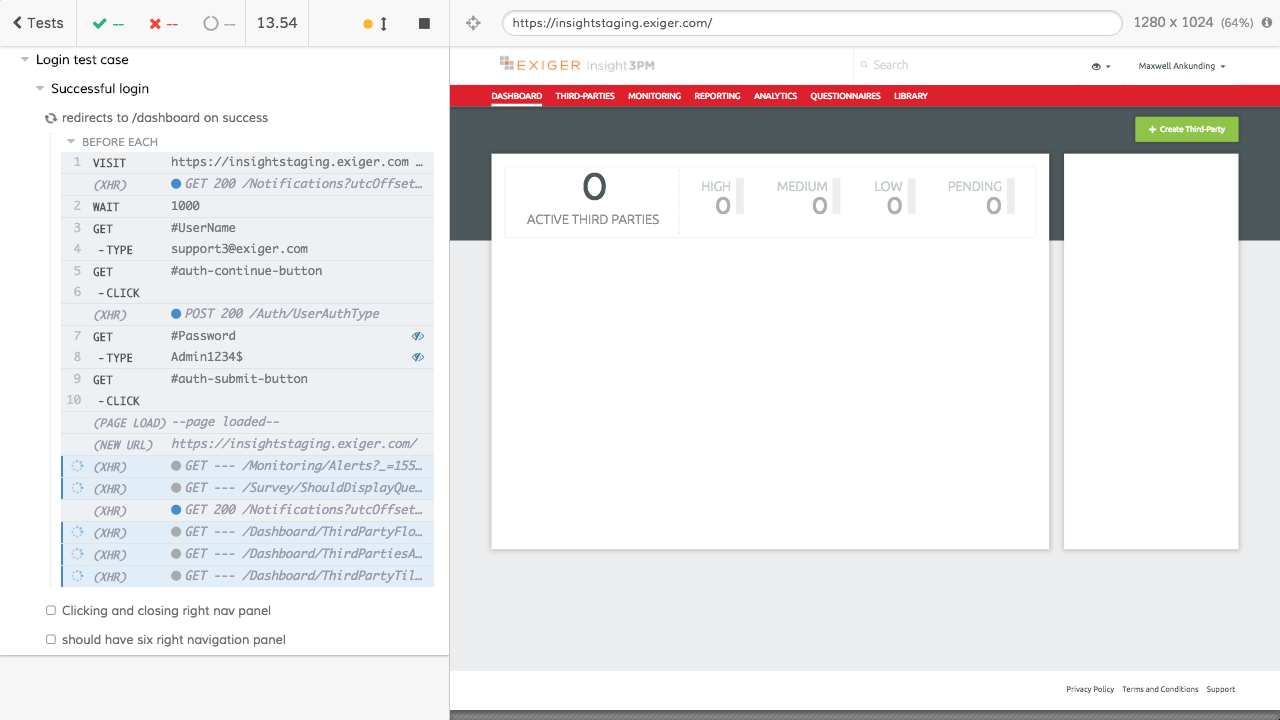 Tests
--
--
--
13.54
https://insightstaging.exiger.com/
1280 x 1024 (64%)
Login test case
Successful login
redirects to /dashboard on success
BEFORE EACH
1 VISIT https://insightstaging.exiger.com …
(XHR) GET 200 /Notifications?utcOffset…
2 WAIT 1000
3 GET #UserName
4 -TYPE support3@exiger.com
5 GET #auth-continue-button
6 -CLICK
(XHR) POST 200 /Auth/UserAuthType
7 GET #Password
8 -TYPE Admin1234$
9 GET #auth-submit-button
10 -CLICK
(PAGE LOAD) --page loaded--
(NEW URL) https://insightstaging.exiger.com/
(XHR) GET --- /Monitoring/Alerts?_=155…
(XHR) GET --- /Survey/ShouldDisplayQue…
(XHR) GET 200 /Notifications?utcOffset…
(XHR) GET --- /Dashboard/ThirdPartyFlo…
(XHR) GET --- /Dashboard/ThirdPartiesA…
(XHR) GET --- /Dashboard/ThirdPartyTil…
Clicking and closing right nav panel
should have six right navigation panel
EXIGER Insight 3PM
Search
Maxwell Ankunding
DASHBOARD THIRD-PARTIES MONITORING REPORTING ANALYTICS QUESTIONNAIRES LIBRARY
Create Third-Party
0
ACTIVE THIRD PARTIES
HIGH
0
MEDIUM
0
LOW
0
PENDING
0
Privacy Policy Terms and Conditions Support